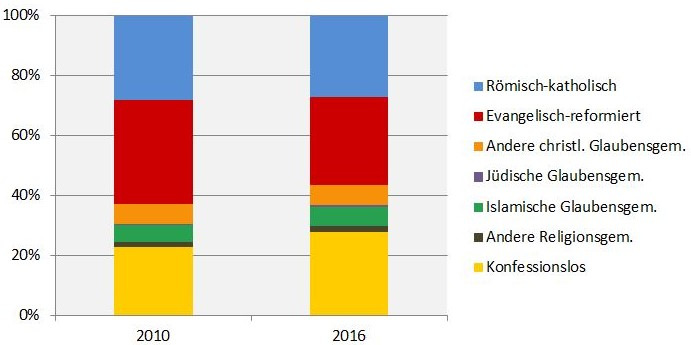 100%
80%
60%
40%
20%
0%
2010
2016
Römisch-katholisch
Evangelisch-reformiert
Andere christl. Glaubensgem.
Jüdische Glaubensgem.
Islamische Glaubensgem.
Andere Religionsgem.
Konfessionslos